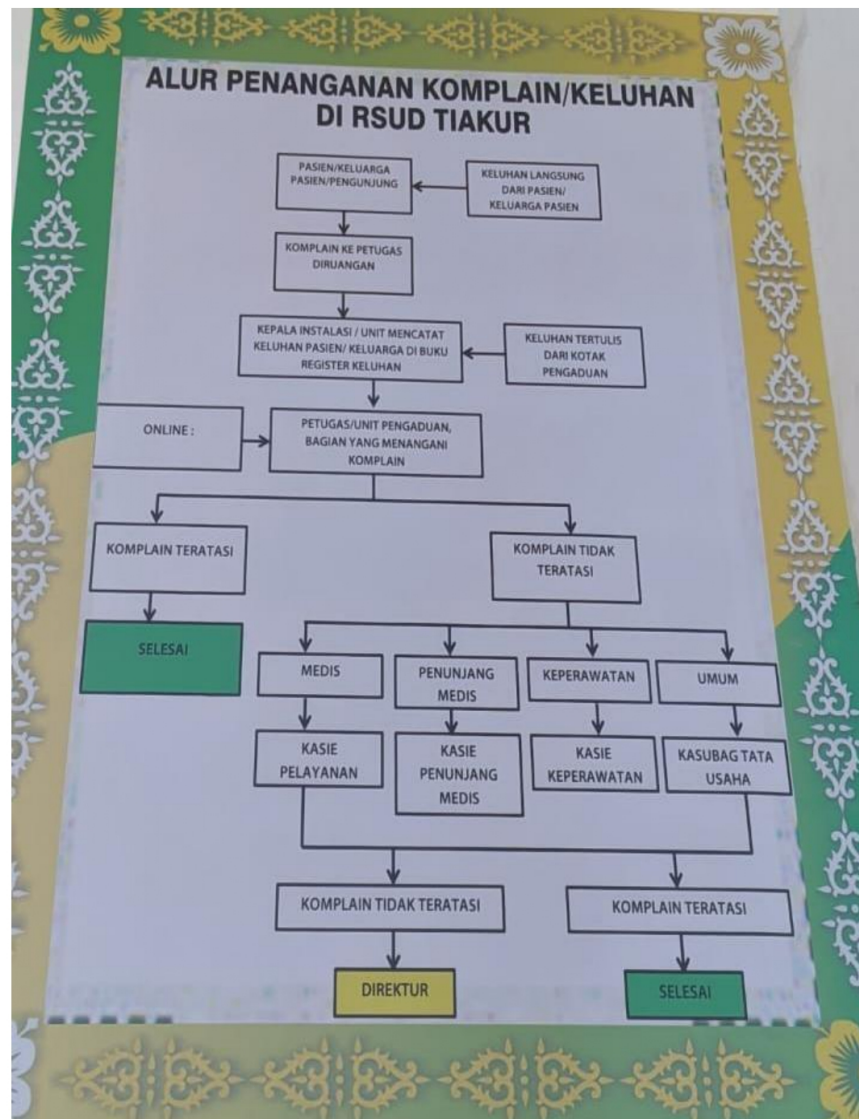 ALUR PENANGANAN KOMPLAIN/KELUHAN
DI RSUD TIAKUR
PASIEN/KELUARGA
PASIEN/PENGUNJUNG
KELUHAN LANGSUNG
DARI PASIEN/
KELUARGA PASIEN
KOMPLAIN KE PETUGAS
DIRUANGAN
KEPALA INSTALASI / UNIT MENCATAT
KELUHAN PASIEN/ KELUARGA DI BUKU
REGISTER KELUHAN
KELUHAN TERTULIS
DARI KOTAK
PENGADUAN
ONLINE :
PETUGAS/UNIT PENGADUAN,
BAGIAN YANG MENANGANI
KOMPLAIN
KOMPLAIN TERATASI
KOMPLAIN TIDAK
TERATASI
SELESAI
MEDIS
PENUNJANG
MEDIS
KEPERAWATAN
UMUM
KASIE
PELAYANAN
KASIE
PENUNJANG
MEDIS
KASIE
KEPERAWATAN
KASUBAG TATA
USAHA
KOMPLAIN TIDAK TERATASI
KOMPLAIN TERATASI
DIREKTUR
SELESAI